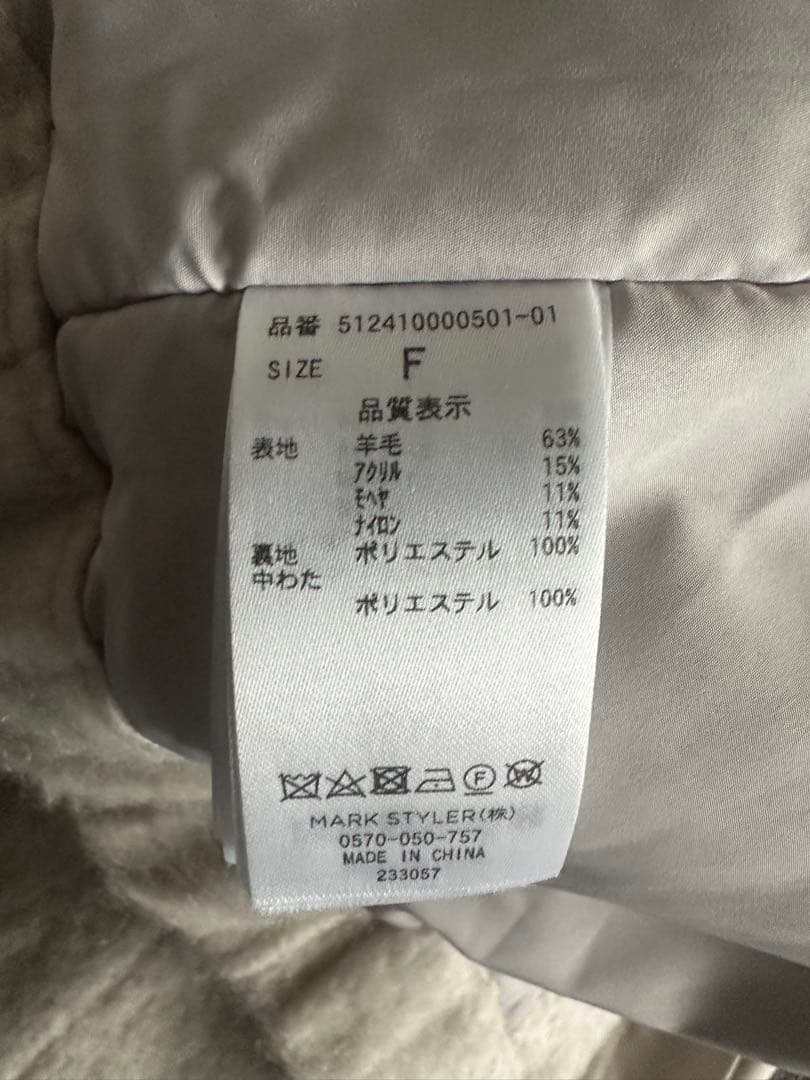 品番 512410000501-01
SIZE F
品質表示
表地 羊毛 63%
アクリル 15%
モヘヤ 11%
ナイロン 11%
裏地 ポリエステル 100%
中わた
ポリエステル 100%
F W
MARK STYLER(株)
0570-050-757
MADE IN CHINA
233057